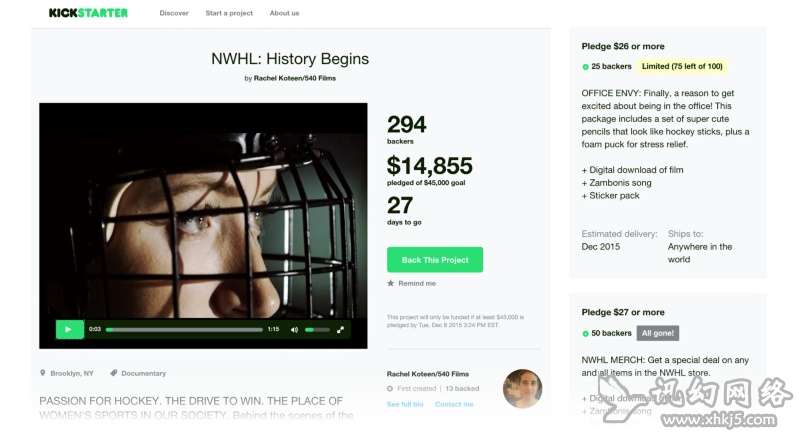 KICKSTARTER
Discover
Start a project
About us
NWHL: History Begins
by Rachel Koteen/540 Films
294
backers
$14,855
pledged of $45,000 goal
27
days to go
Back This Project
Remind me
This project will only be funded if at least $45,000 is
pledged by Tue, Dec 8 2015 3:24 PM EST.
0:03
1:15
Brooklyn, NY
Documentary
PASSION FOR HOCKEY. THE DRIVE TO WIN. THE PLACE OF
WOMEN'S SPORTS IN OUR SOCIETY. Behind the scenes of the
Rachel Koteen/540 Films
First created | 13 backed
See full bio
Contact me
Pledge $26 or more
25 backers
Limited (75 left of 100)
OFFICE ENVY: Finally, a reason to get
excited about being in the office! This
package includes a set of super cute
pencils that look like hockey sticks, plus a
foam puck for stress relief.
+ Digital download of film
+ Zambonis song
+ Sticker pack
Estimated delivery:
Dec 2015
Ships to:
Anywhere in the
world
Pledge $27 or more
50 backers
All gone!
NWHL MERCH: Get a special deal on any
and all items in the NWHL store.
+ Digital download of film
+ Zambonis song
讯幻网络
www.xhkj5.com